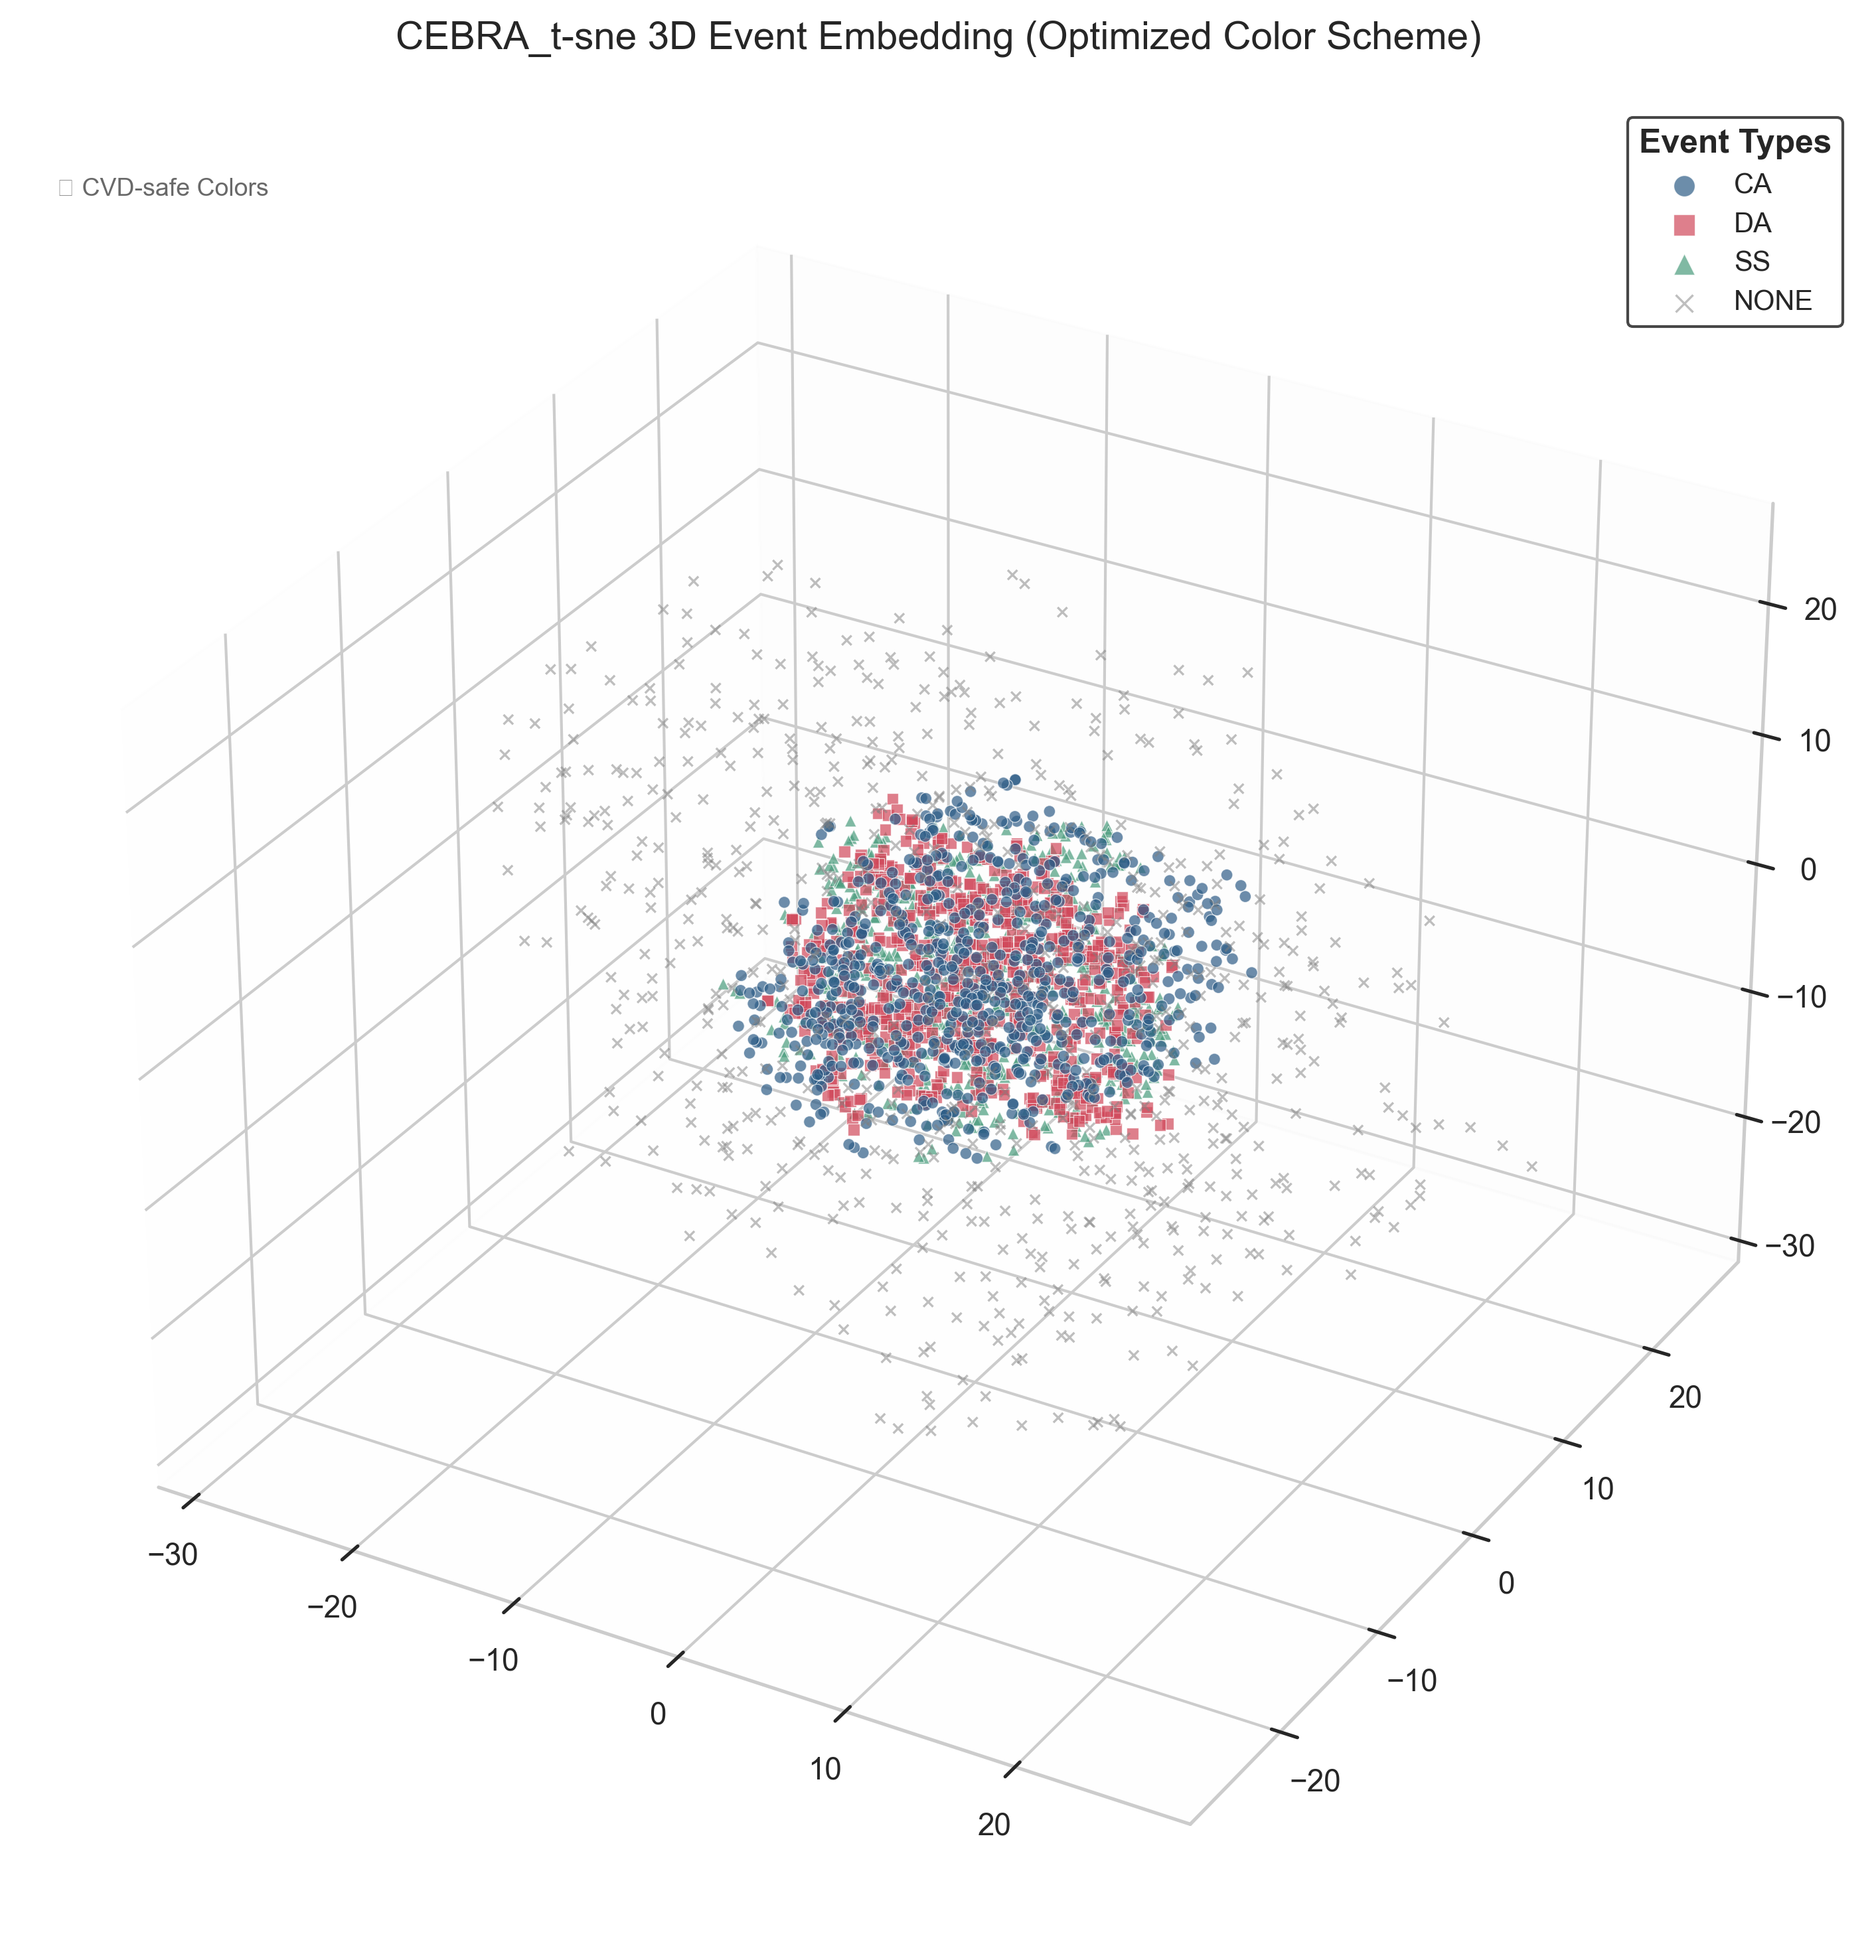 CEBRA_t-sne 3D Event Embedding (Optimized Color Scheme)
Event Types
CA
DA
SS
NONE
CVD-safe Colors
20
10
0
−10
−20
−30
20
10
0
−10
−20
−30
−20
−10
0
10
20